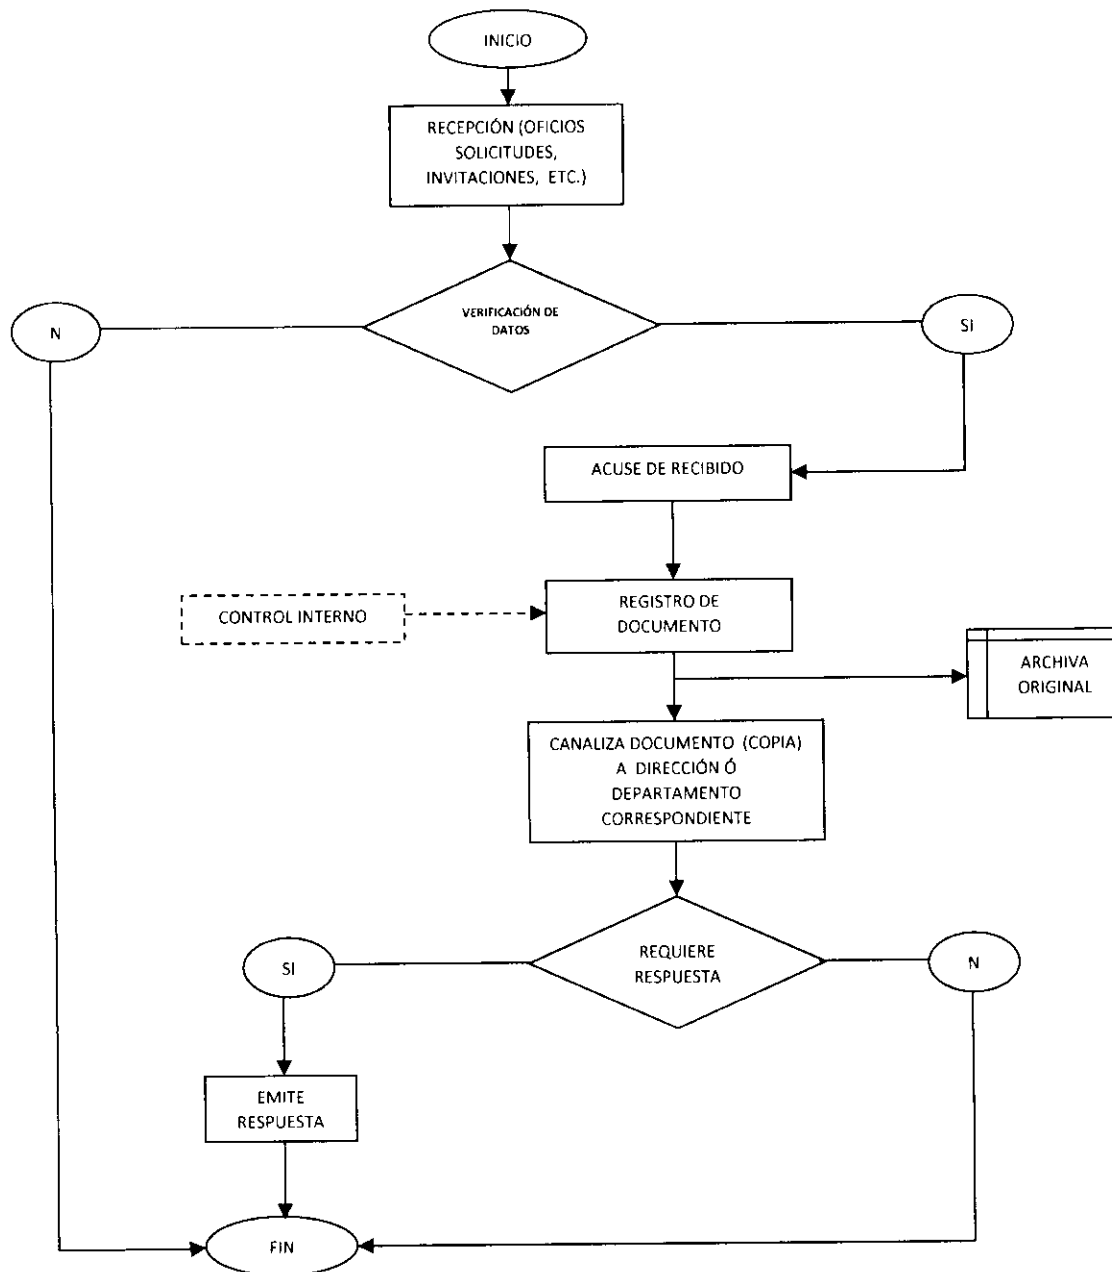 INICIO
RECEPCIÓN (OFICIOS
SOLICITUDES,
INVITACIONES, ETC.)
VERIFICACIÓN DE
DATOS
N
SI
ACUSE DE RECIBIDO
CONTROL INTERNO
REGISTRO DE
DOCUMENTO
ARCHIVA
ORIGINAL
CANALIZA DOCUMENTO (COPIA)
A DIRECCIÓN Ó
DEPARTAMENTO
CORRESPONDIENTE
SI
REQUIERE
RESPUESTA
N
EMITE
RESPUESTA
FIN